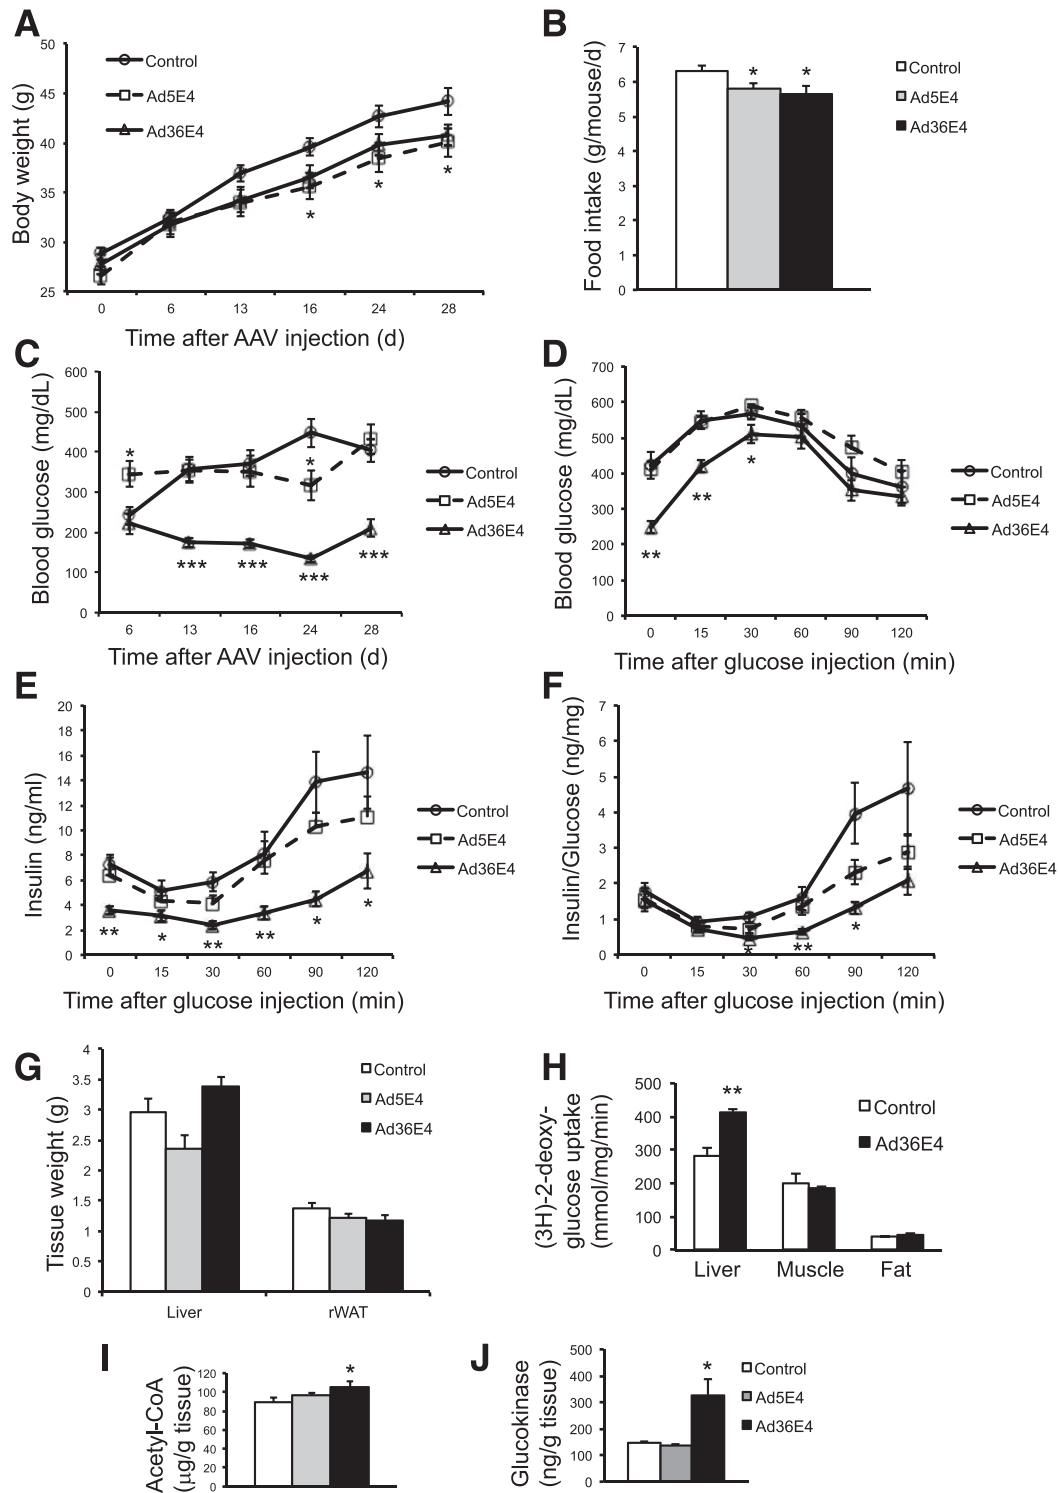 A
Body weight (g)
50
45
40
35
30
25
Control
Ad5E4
Ad36E4
*
*
*
0 6 13 16 24 28
Time after AAV injection (d)
B
Food intake (g/mouse/d)
7
6
5
4
3
2
1
0
* *
Control
Ad5E4
Ad36E4
C
Blood glucose (mg/dL)
600
500
400
300
200
100
0
*
*
*** *** *** ***
Control
Ad5E4
Ad36E4
6 13 16 24 28
Time after AAV injection (d)
D
Blood glucose (mg/dL)
700
600
500
400
300
200
100
0
**
**
*
Control
Ad5E4
Ad36E4
0 15 30 60 90 120
Time after glucose injection (min)
E
Insulin (ng/ml)
20
18
16
14
12
10
8
6
4
2
0
** * ** ** * *
Control
Ad5E4
Ad36E4
0 15 30 60 90 120
Time after glucose injection (min)
F
Insulin/Glucose (ng/mg)
7
6
5
4
3
2
1
0
* ** *
Control
Ad5E4
Ad36E4
0 15 30 60 90 120
Time after glucose injection (min)
G
Tissue weight (g)
4
3.5
3
2.5
2
1.5
1
0.5
0
Control
Ad5E4
Ad36E4
Liver rWAT
H
(3H)-2-deoxy-
glucose uptake
(mmol/mg/min)
500
400
300
200
100
0
**
Control
Ad36E4
Liver Muscle Fat
I
Acetyl-CoA
(µg/g tissue)
120
100
80
60
40
20
0
*
J
Glucokinase
(ng/g tissue)
500
400
300
200
100
0
*
Control
Ad5E4
Ad36E4